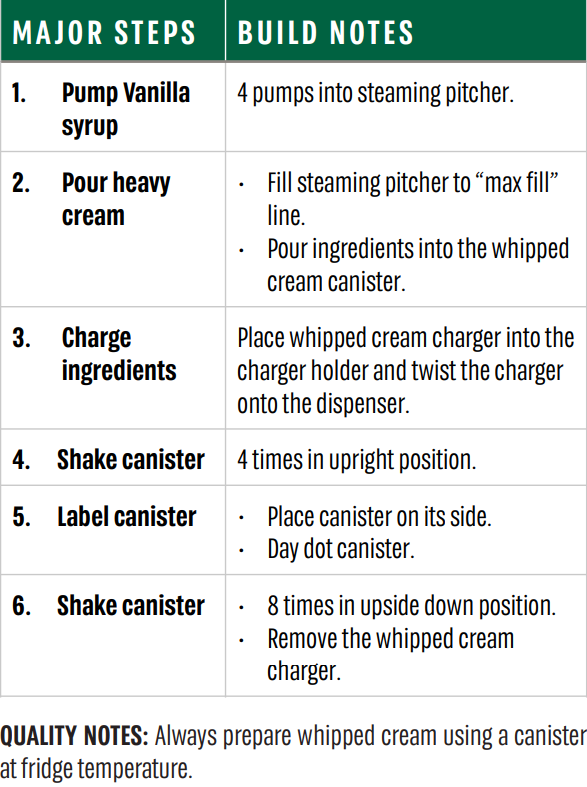 MAJOR STEPS BUILD NOTES
1. Pump Vanilla 4 pumps into steaming pitcher.
syrup
2. Pour heavy · Fill steaming pitcher to “max fill”
cream line.
· Pour ingredients into the whipped
cream canister.
3. Charge Place whipped cream charger into the
ingredients charger holder and twist the charger
onto the dispenser.
4. Shake canister 4 times in upright position.
5. Label canister · Place canister on its side.
· Day dot canister.
6. Shake canister · 8 times in upside down position.
· Remove the whipped cream
charger.
QUALITY NOTES: Always prepare whipped cream using a canister
at fridge temperature.